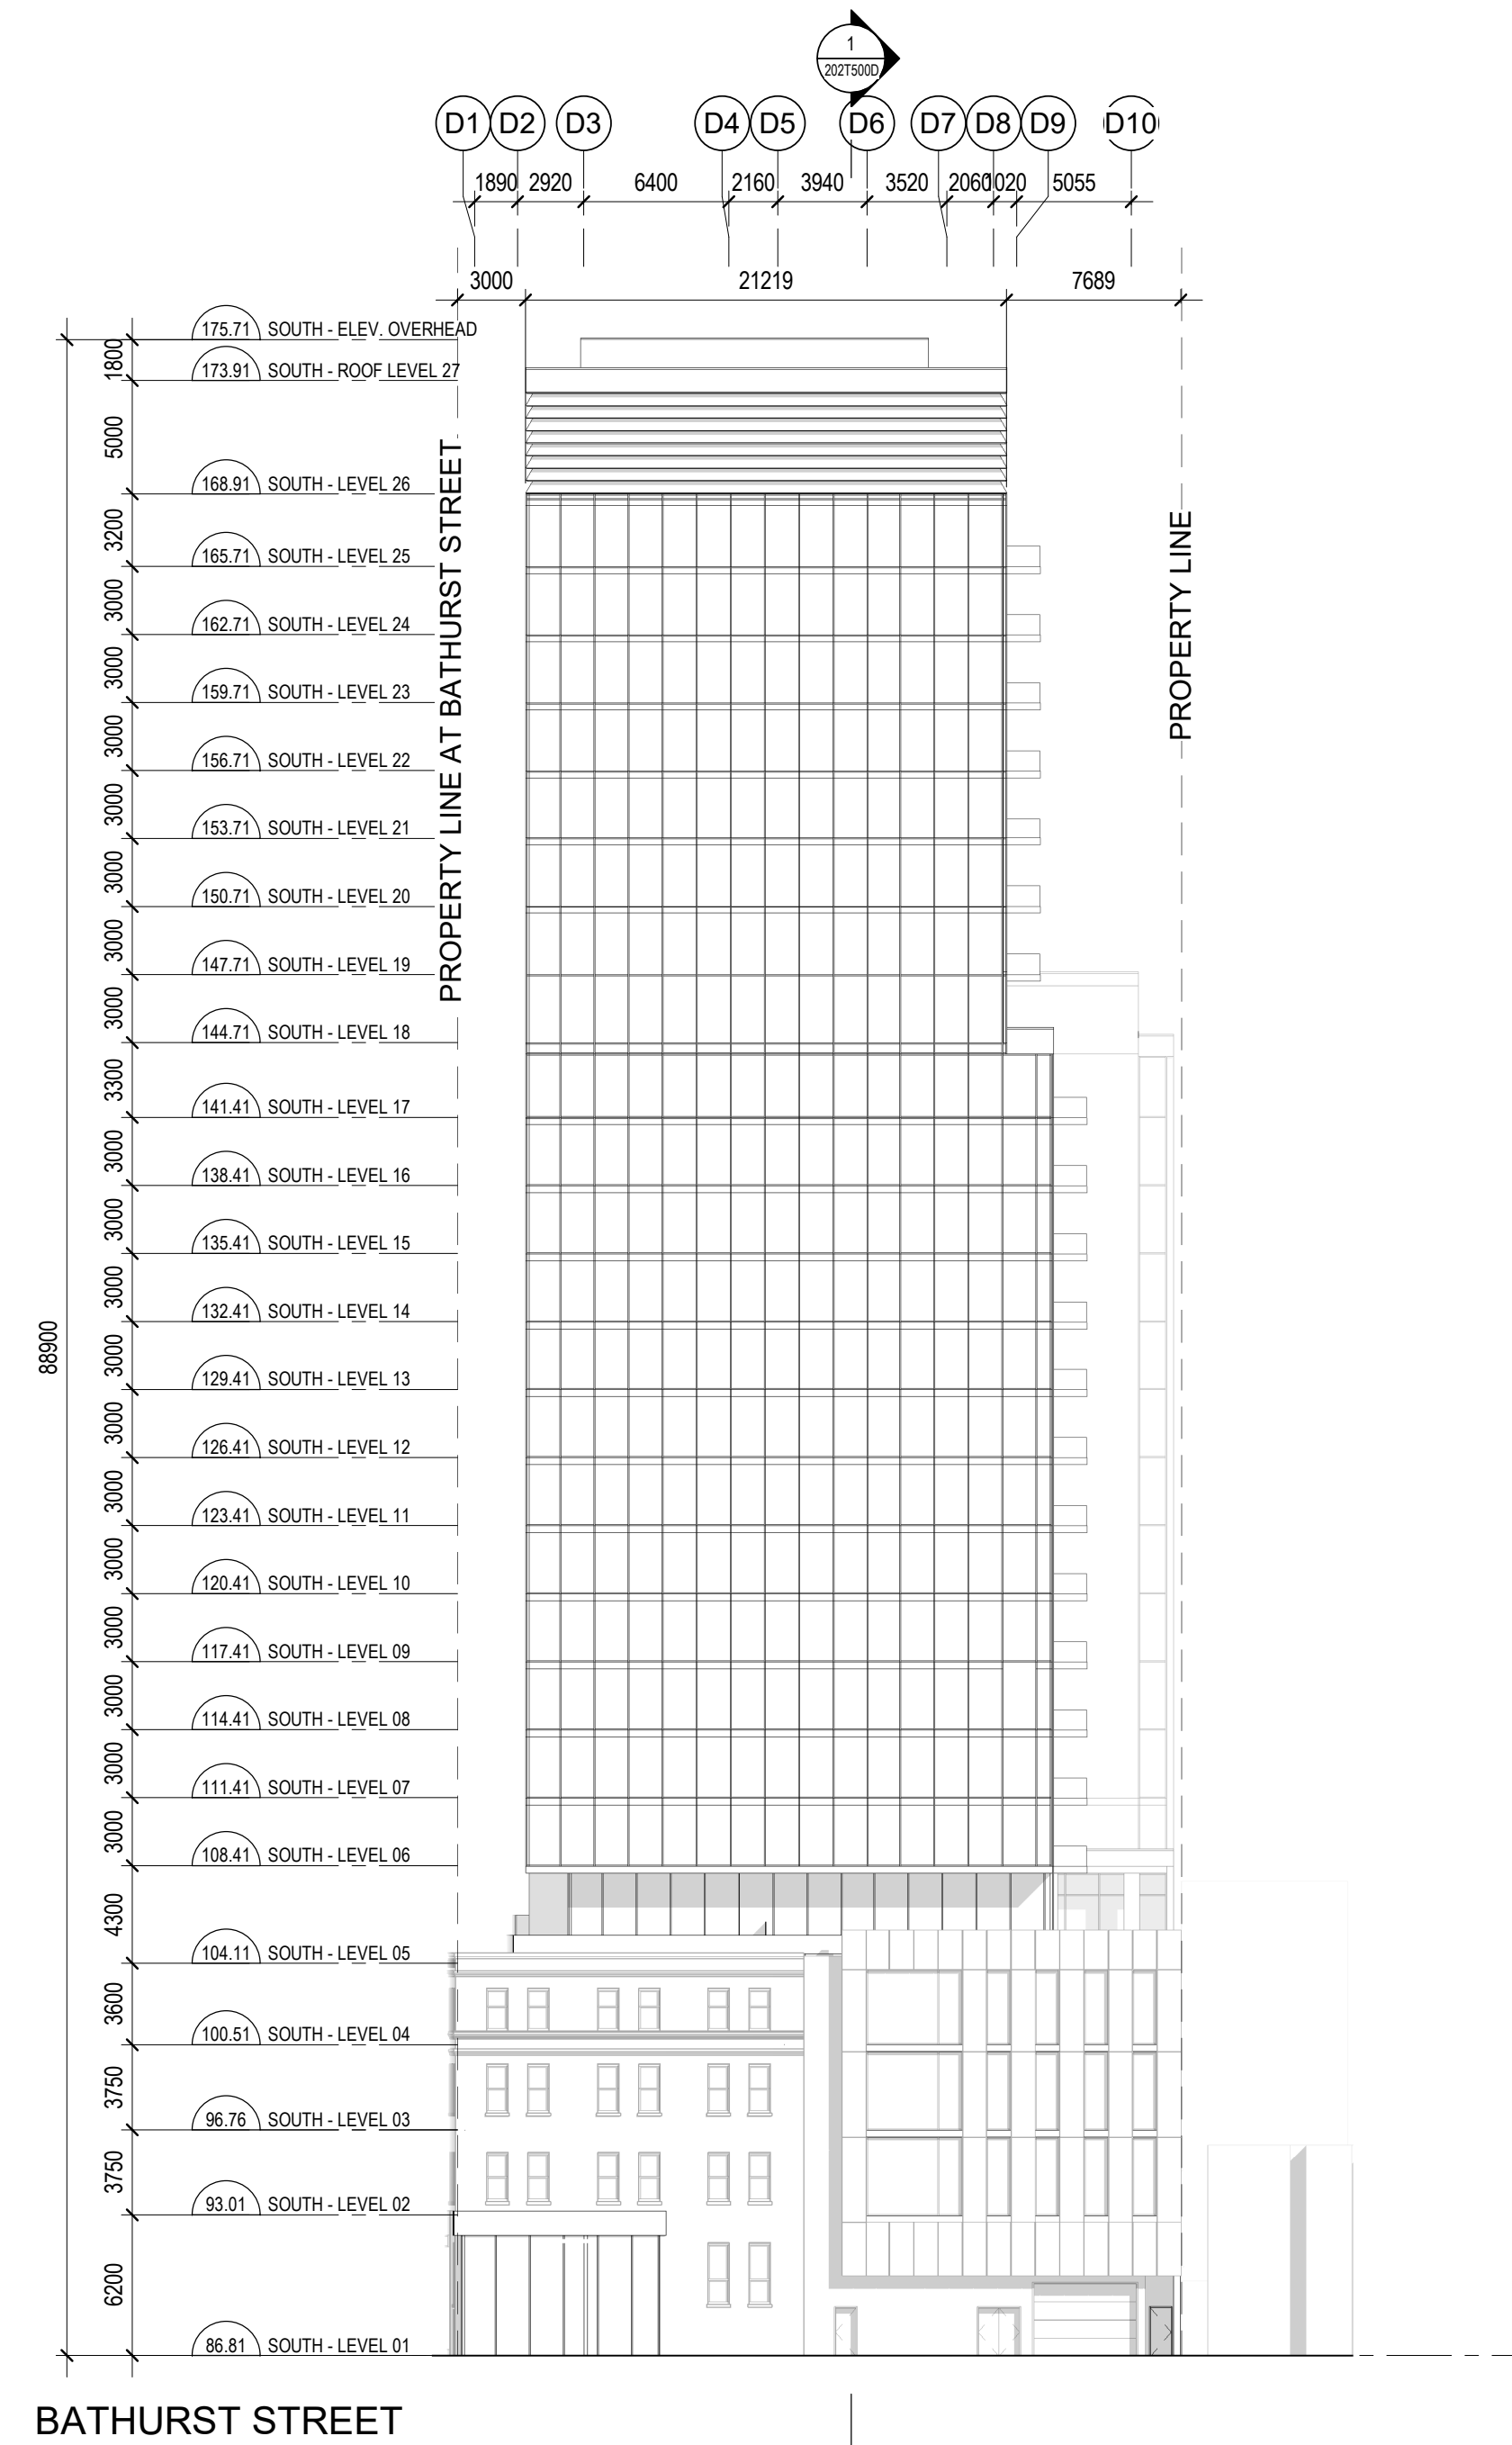 1
202T500D
D1 D2 D3 D4 D5 D6 D7 D8 D9 D10
1890 2920 6400 2160 3940 3520 2060 1020 5055
3000 21219 7689
175.71 SOUTH - ELEV. OVERHEAD
1800
173.91 SOUTH - ROOF LEVEL 27
5000
168.91 SOUTH - LEVEL 26
3200
165.71 SOUTH - LEVEL 25
3000
162.71 SOUTH - LEVEL 24
3000
159.71 SOUTH - LEVEL 23
3000
156.71 SOUTH - LEVEL 22
3000
153.71 SOUTH - LEVEL 21
3000
150.71 SOUTH - LEVEL 20
3000
147.71 SOUTH - LEVEL 19
3000
144.71 SOUTH - LEVEL 18
3300
141.41 SOUTH - LEVEL 17
3000
138.41 SOUTH - LEVEL 16
3000
135.41 SOUTH - LEVEL 15
3000
132.41 SOUTH - LEVEL 14
3000
129.41 SOUTH - LEVEL 13
3000
126.41 SOUTH - LEVEL 12
3000
123.41 SOUTH - LEVEL 11
3000
120.41 SOUTH - LEVEL 10
3000
117.41 SOUTH - LEVEL 09
3000
114.41 SOUTH - LEVEL 08
3000
111.41 SOUTH - LEVEL 07
3000
108.41 SOUTH - LEVEL 06
4300
104.11 SOUTH - LEVEL 05
3600
100.51 SOUTH - LEVEL 04
3750
96.76 SOUTH - LEVEL 03
3750
93.01 SOUTH - LEVEL 02
6200
86.81 SOUTH - LEVEL 01
88900
PROPERTY LINE AT BATHURST STREET
PROPERTY LINE
BATHURST STREET